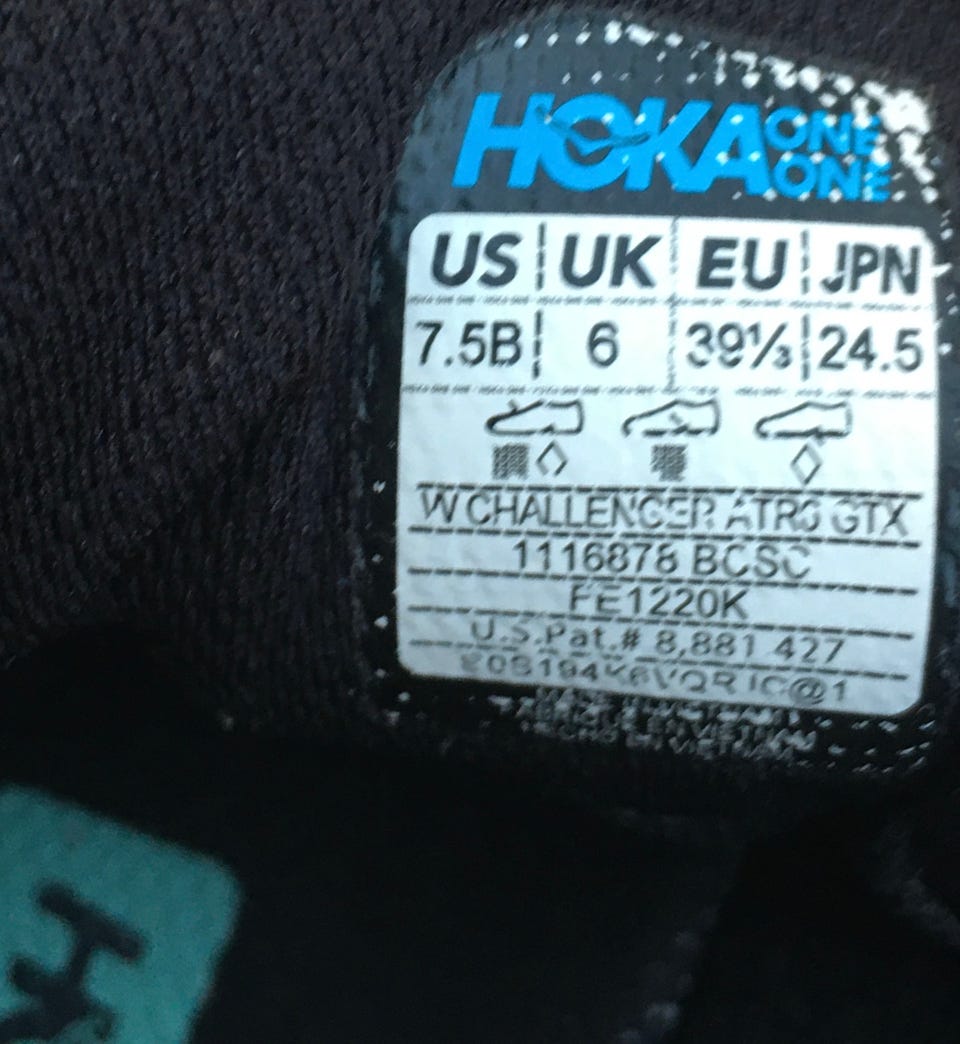 HOKA ONE ONE
US UK EU JPN
7.5B 6 39⅓ 24.5
W CHALLENGER ATR6 GTX
1116878 BCSC
FE1220K
U.S.Pat.# 8,881 427
VIETNAM
H